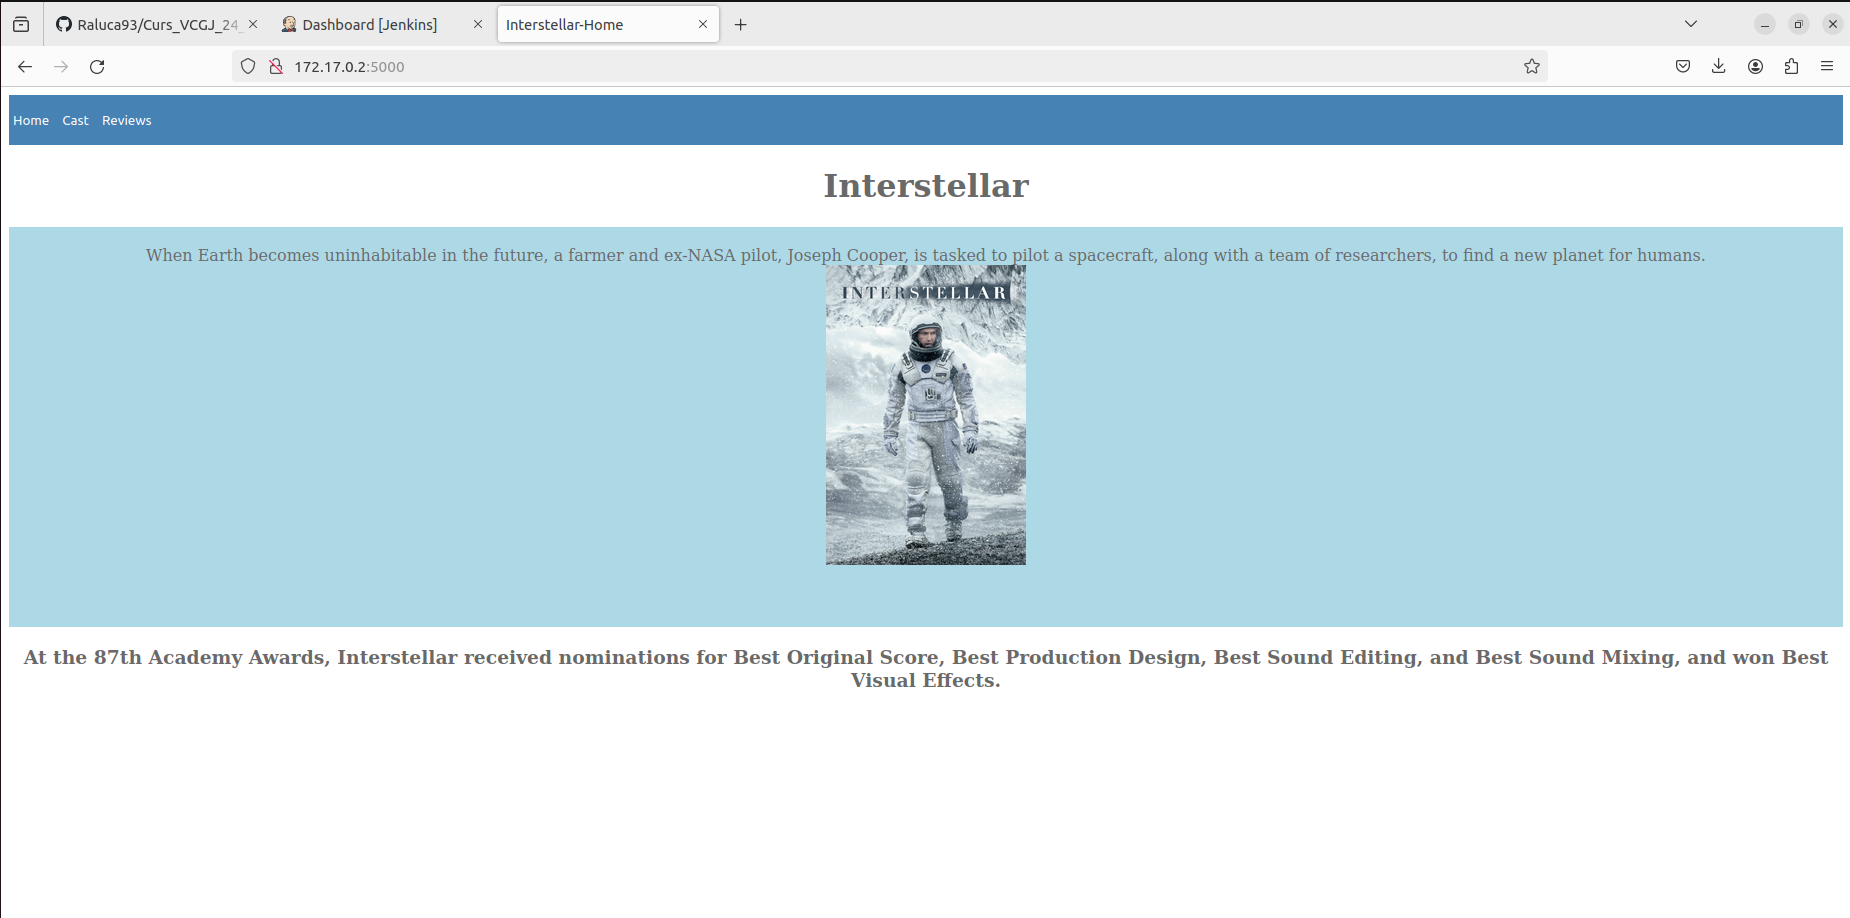 Raluca93/Curs_VCGJ_24_
Dashboard [Jenkins]
Interstellar-Home
172.17.0.2:5000
Home Cast Reviews
Interstellar
When Earth becomes uninhabitable in the future, a farmer and ex-NASA pilot, Joseph Cooper, is tasked to pilot a spacecraft, along with a team of researchers, to find a new planet for humans.
INTERSTELLAR
At the 87th Academy Awards, Interstellar received nominations for Best Original Score, Best Production Design, Best Sound Editing, and Best Sound Mixing, and won Best
Visual Effects.